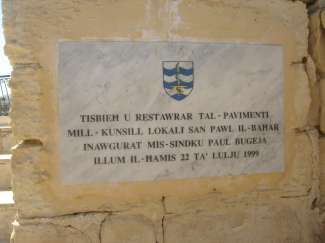 TISBIEH U RESTAWRAR TAL - PAVIMENTI
MILL - KUNSILL LOKALI SAN PAWL IL - BAHAR
INAWGURAT MIS - SINDKU PAUL BUGEJA
ILLUM IL - HAMIS 22 TA' LULJU 1999